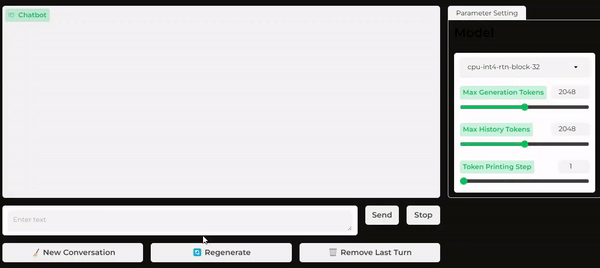 Chatbot
Parameter Setting
Model
cpu-int4-rtn-block-32
Max Generation Tokens 2048
Max History Tokens 2048
Token Printing Step 1
Enter text
Send
Stop
New Conversation
Regenerate
Remove Last Turn